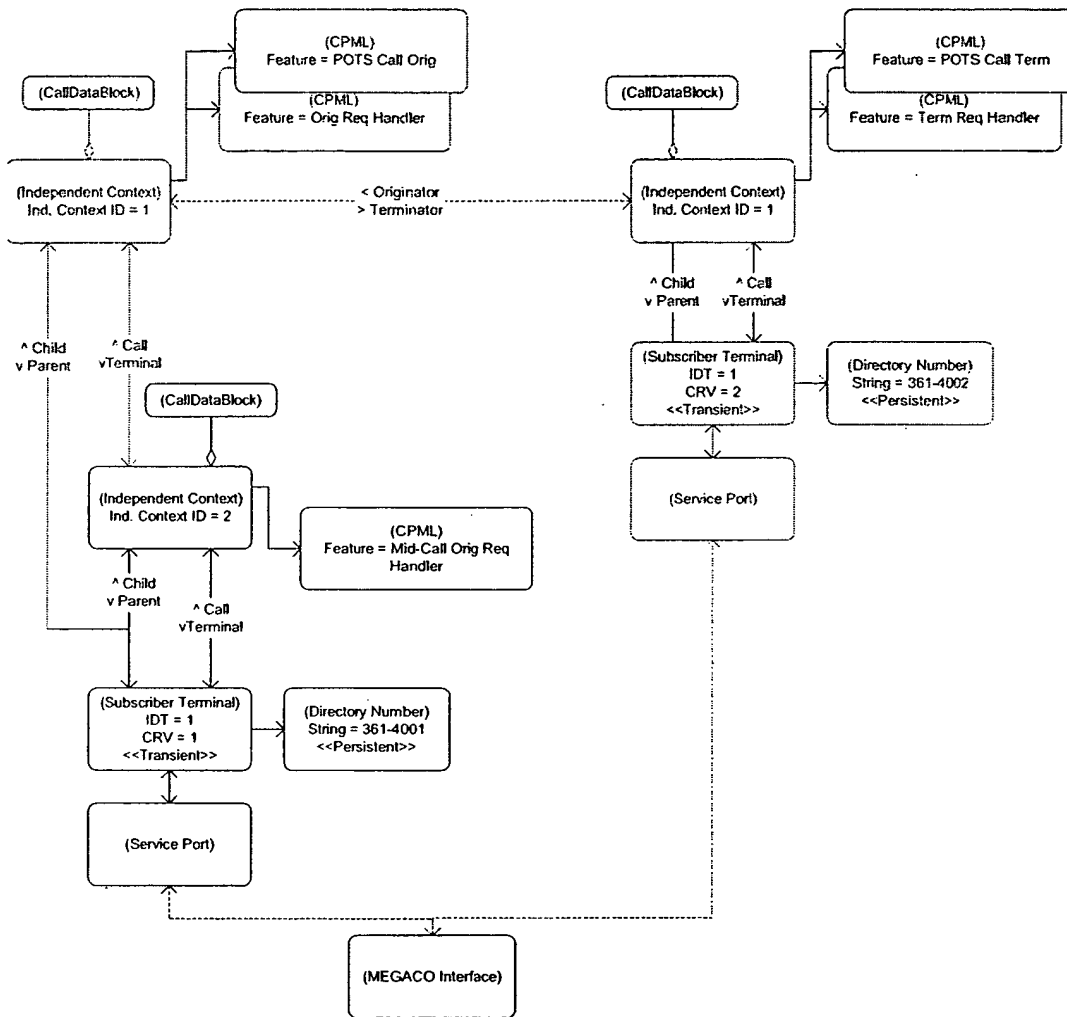 (CPML)
Feature = POTS Call Orig
(CPML)
Feature = Orig Req Handler
(CallDataBlock)
(Independent Context)
Ind. Context ID = 1
< Originator
> Terminator
(CPML)
Feature = POTS Call Term
(CPML)
Feature = Term Req Handler
(CallDataBlock)
(Independent Context)
Ind. Context ID = 1
^ Child
v Parent
^ Call
vTerminal
^ Child
v Parent
^ Call
vTerminal
(Subscriber Terminal)
IDT = 1
CRV = 2
<<Transient>>
(Directory Number)
String = 361-4002
<<Persistent>>
(CallDataBlock)
(Independent Context)
Ind. Context ID = 2
(CPML)
Feature = Mid-Call Orig Req
Handler
(Service Port)
^ Child
v Parent
^ Call
vTerminal
(Subscriber Terminal)
IDT = 1
CRV = 1
<<Transient>>
(Directory Number)
String = 361-4001
<<Persistent>>
(Service Port)
(MEGACO Interface)